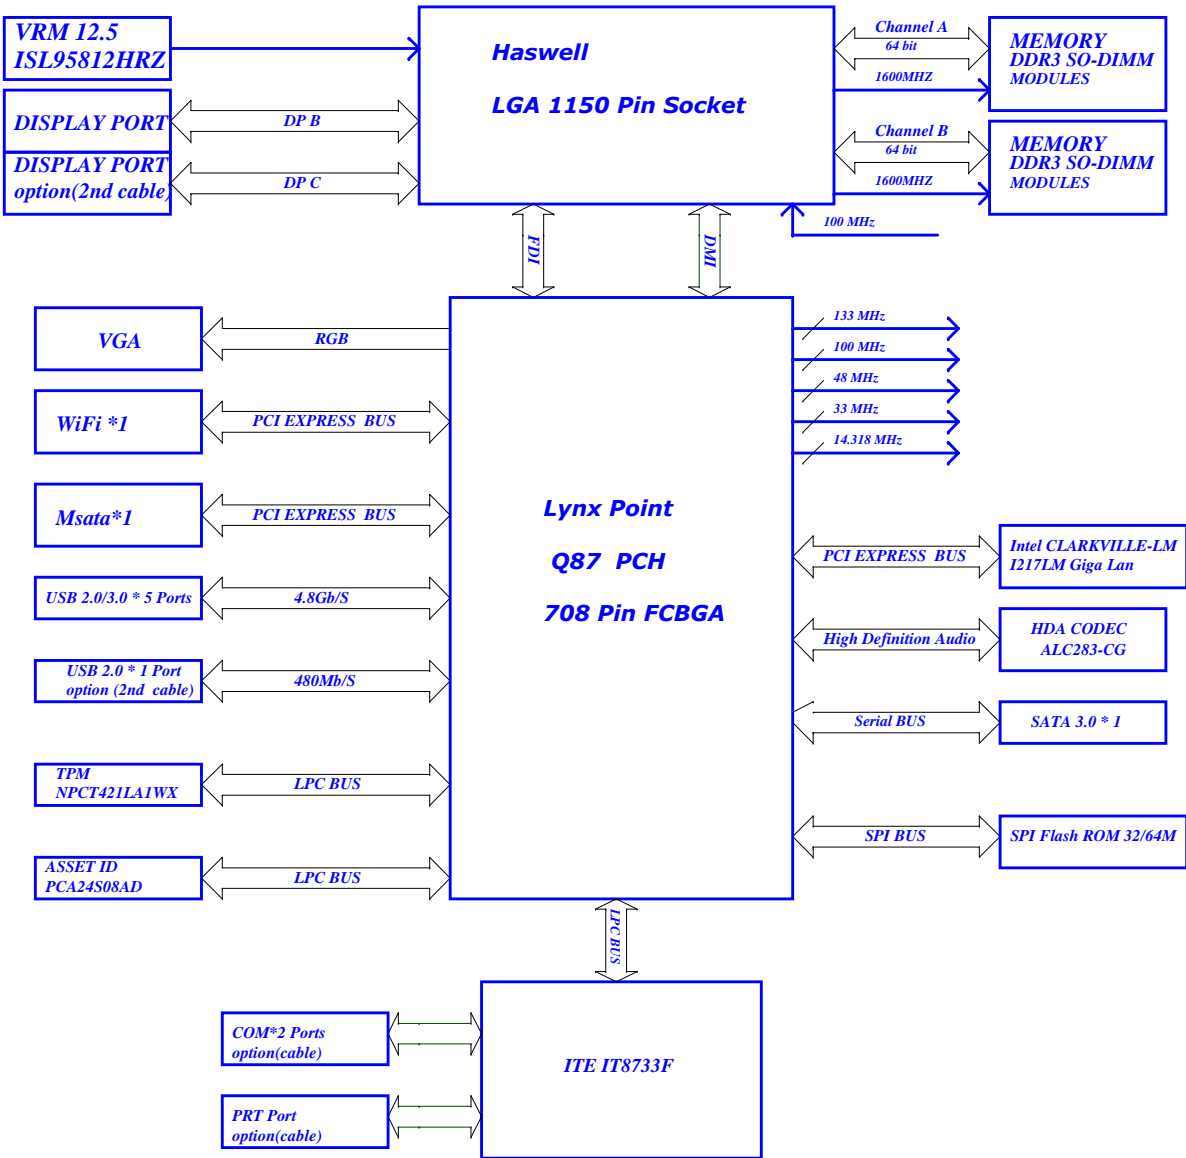 VRM 12.5
ISL95812HRZ
Haswell
LGA 1150 Pin Socket
Channel A
64 bit
1600MHZ
MEMORY
DDR3 SO-DIMM
MODULES
DISPLAY PORT
DP B
DISPLAY PORT
option(2nd cable)
DP C
Channel B
64 bit
1600MHZ
MEMORY
DDR3 SO-DIMM
MODULES
100 MHz
FDI
DMI
VGA
RGB
WiFi *1
PCI EXPRESS BUS
Msata*1
PCI EXPRESS BUS
USB 2.0/3.0 * 5 Ports
4.8Gb/S
USB 2.0 * 1 Port
option (2nd cable)
480Mb/S
TPM
NPCT421LA1WX
LPC BUS
ASSET ID
PCA24S08AD
LPC BUS
Lynx Point
Q87 PCH
708 Pin FCBGA
133 MHz
100 MHz
48 MHz
33 MHz
14.318 MHz
PCI EXPRESS BUS
Intel CLARKVILLE-LM
I217LM Giga Lan
High Definition Audio
HDA CODEC
ALC283-CG
Serial BUS
SATA 3.0 * 1
SPI BUS
SPI Flash ROM 32/64M
LPC BUS
COM*2 Ports
option(cable)
PRT Port
option(cable)
ITE IT8733F